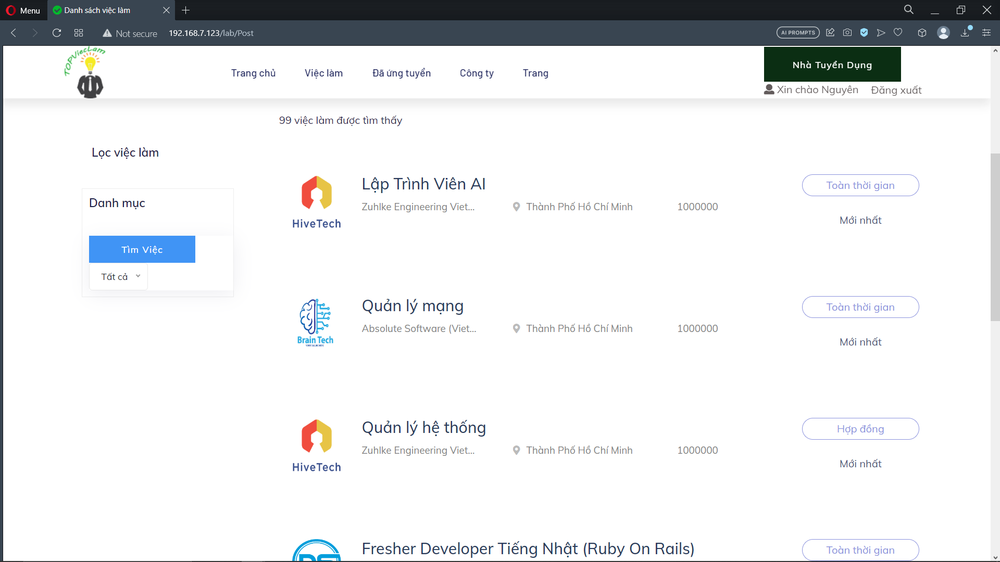 Menu
Danh sách việc làm
Not secure
192.168.7.123/lab/Post
AI PROMPTS
TOPViecLam
Trang chủ
Việc làm
Đã ứng tuyển
Công ty
Trang
Nhà Tuyển Dụng
Xin chào Nguyên
Đăng xuất
99 việc làm được tìm thấy
Lọc việc làm
Danh mục
Tìm Việc
Tất cả
HiveTech
Lập Trình Viên AI
Zuhlke Engineering Viet...
Thành Phố Hồ Chí Minh
1000000
Toàn thời gian
Mới nhất
Brain Tech
Quản lý mạng
Absolute Software (Viet...
Thành Phố Hồ Chí Minh
1000000
Toàn thời gian
Mới nhất
HiveTech
Quản lý hệ thống
Zuhlke Engineering Viet...
Thành Phố Hồ Chí Minh
1000000
Hợp đồng
Mới nhất
Fresher Developer Tiếng Nhật (Ruby On Rails)
Toàn thời gian